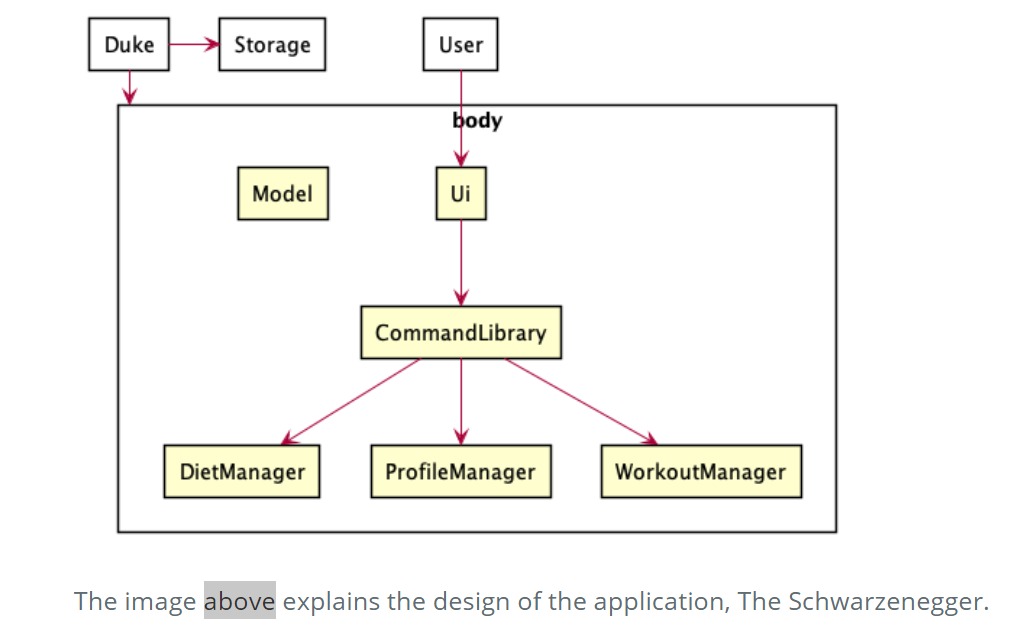 Duke Storage User
body
Model Ui
CommandLibrary
DietManager ProfileManager WorkoutManager
The image above explains the design of the application, The Schwarzenegger.